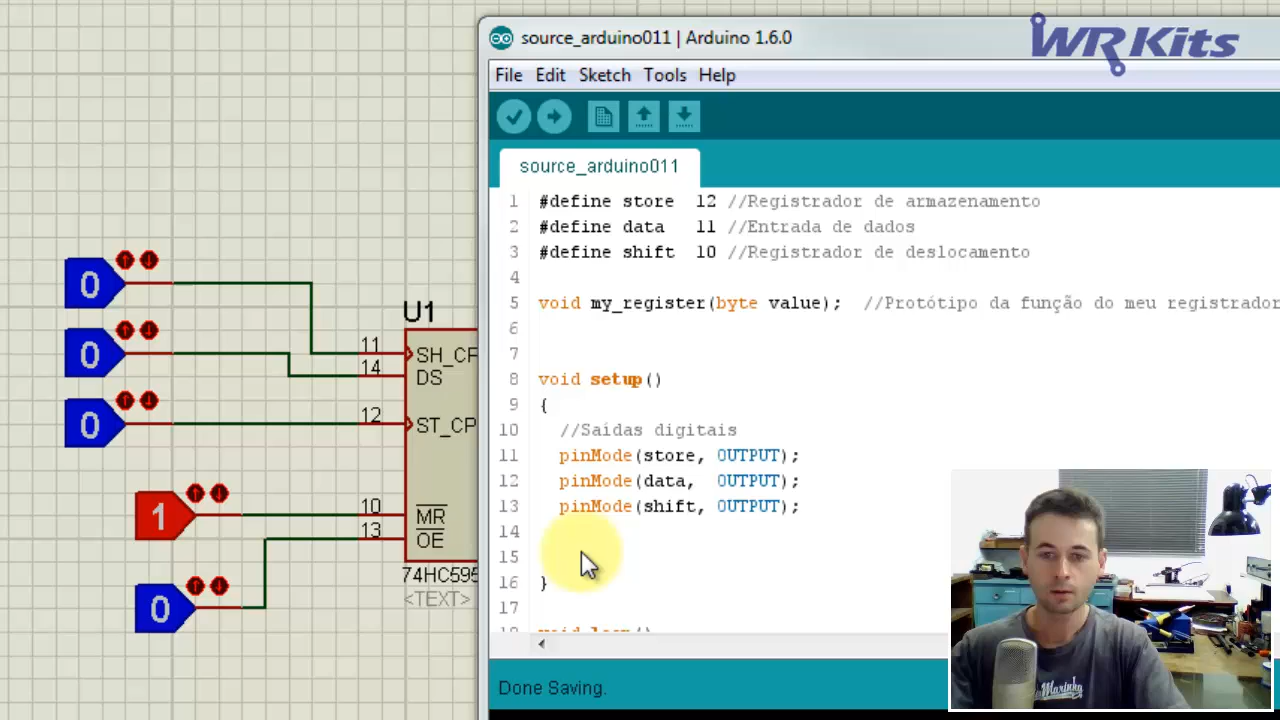 WR Kits
source_arduino011 | Arduino 1.6.0
File Edit Sketch Tools Help
source_arduino011
1 #define store 12 //Registrador de armazenamento
2 #define data 11 //Entrada de dados
3 #define shift 10 //Registrador de deslocamento
4
5 void my_register(byte value); //Protótipo da função do meu registrador
6
7
8 void setup()
9 {
10 //Saídas digitais
11 pinMode(store, OUTPUT);
12 pinMode(data, OUTPUT);
13 pinMode(shift, OUTPUT);
14
15
16 }
17
Done Saving.
0
0
0
1
0
U1
11 SH_CP
14 DS
12 ST_CP
10 MR
13 OE
74HC595
<TEXT>